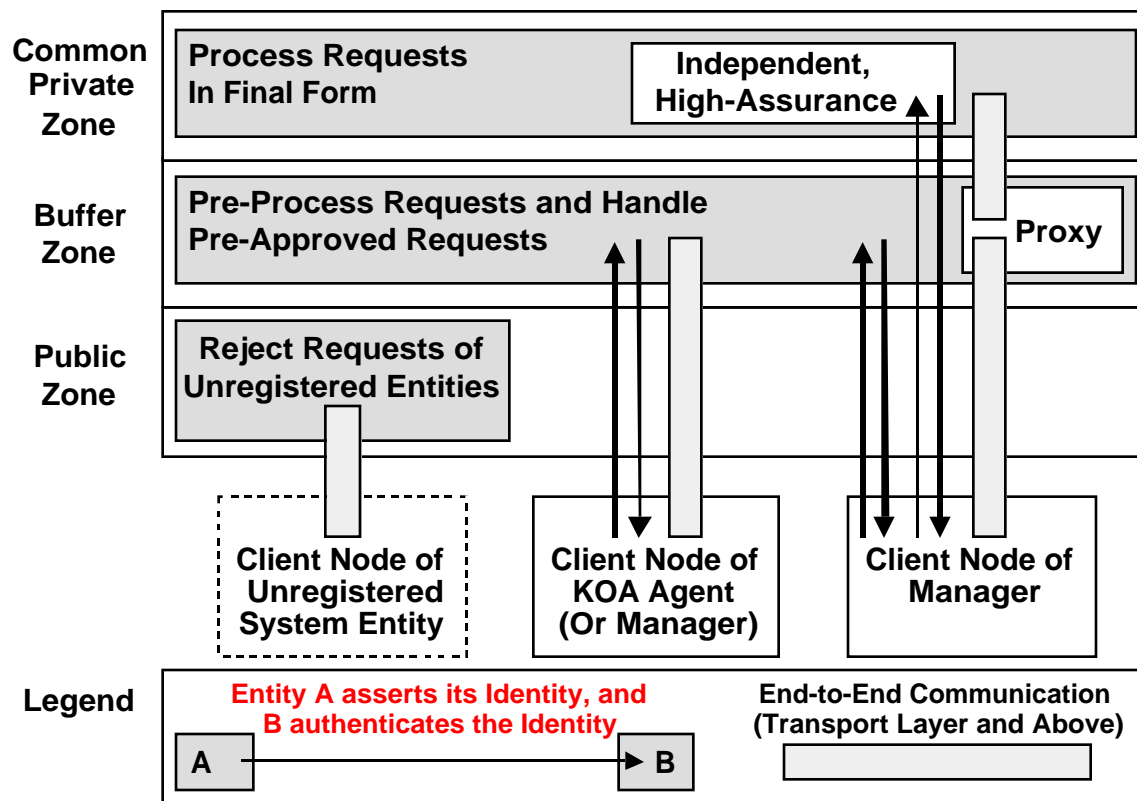 Common
Private
Zone
Process Requests
In Final Form
Independent,
High-Assurance
Buffer
Zone
Pre-Process Requests and Handle
Pre-Approved Requests
Proxy
Public
Zone
Reject Requests of
Unregistered Entities
Client Node of
Unregistered
System Entity
Client Node of
KOA Agent
(Or Manager)
Client Node of
Manager
Legend
Entity A asserts its Identity, and
B authenticates the Identity
A
B
End-to-End Communication
(Transport Layer and Above)